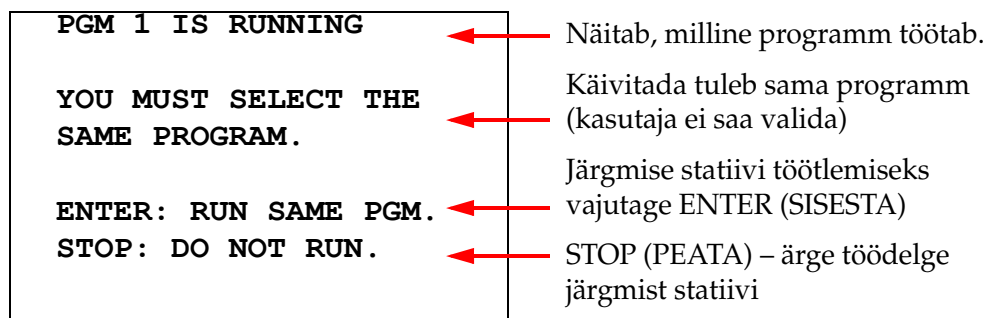 PGM 1 IS RUNNING
YOU MUST SELECT THE
SAME PROGRAM.
ENTER: RUN SAME PGM.
STOP: DO NOT RUN.
Näitab, milline programm töötab.
Käivitada tuleb sama programm
(kasutaja ei saa valida)
Järgmise statiivi töötlemiseks
vajutage ENTER (SISESTA)
STOP (PEATA) – ärge töödelge
järgmist statiivi